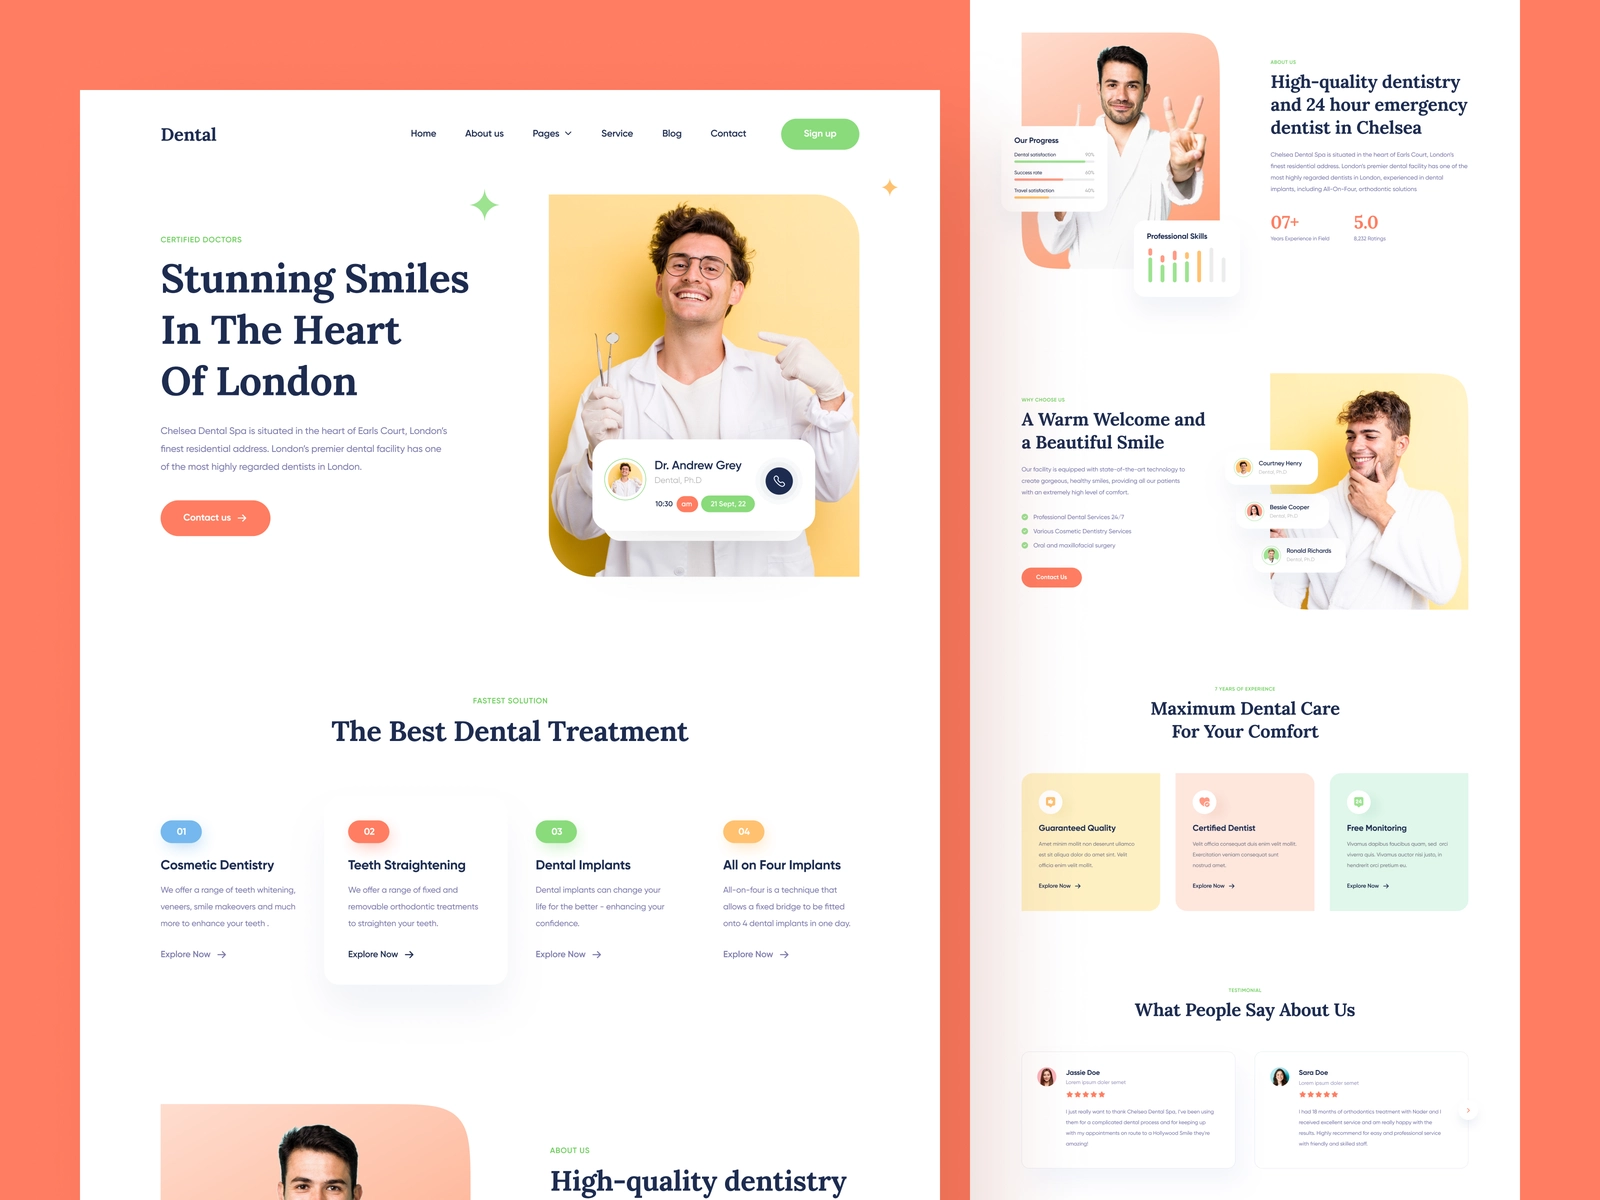 Dental
Home
About us
Pages
Service
Blog
Contact
Sign up
CERTIFIED DOCTORS
Stunning Smiles
In The Heart
Of London
Chelsea Dental Spa is situated in the heart of Earls Court, London's
finest residential address. London's premier dental facility has one
of the most highly regarded dentists in London.
Contact us
Dr. Andrew Grey
Dental, Ph.D
10:30 am 21 Sept, 22
FASTEST SOLUTION
The Best Dental Treatment
01
Cosmetic Dentistry
We offer a range of teeth whitening,
veneers, smile makeovers and much
more to enhance your teeth .
Explore Now
02
Teeth Straightening
We offer a range of fixed and
removable orthodontic treatments
to straighten your teeth.
Explore Now
03
Dental Implants
Dental implants can change your
life for the better - enhancing your
confidence.
Explore Now
04
All on Four Implants
All-on-four is a technique that
allows a fixed bridge to be fitted
onto 4 dental implants in one day.
Explore Now
ABOUT US
High-quality dentistry
Our Progress
Dental satisfaction 90%
Success rate 60%
Travel satisfaction 40%
Professional Skills
ABOUT US
High-quality dentistry
and 24 hour emergency
dentist in Chelsea
Chelsea Dental Spa is situated in the heart of Earls Court, London's
finest residential address. London's premier dental facility has one of the
most highly regarded dentists in London, experienced in dental
implants, including All-On-Four, orthodontic solutions
07+
Years Experience in Field
5.0
8,232 Ratings
WHY CHOOSE US
A Warm Welcome and
a Beautiful Smile
Our facility is equipped with state-of-the-art technology to
create gorgeous, healthy smiles, providing all our patients
with an extremely high level of comfort.
Professional Dental Services 24/7
Various Cosmetic Dentistry Services
Oral and maxillofacial surgery
Contact Us
Courtney Henry
Dental, Ph.D
Bessie Cooper
Dental, Ph.D
Ronald Richards
Dental, Ph.D
7 YEARS OF EXPERIENCE
Maximum Dental Care
For Your Comfort
Guaranteed Quality
Amet minim mollit non deserunt ullamco
est sit aliqua dolor do amet sint. Velit
officia enim velit mollit.
Explore Now
Certified Dentist
Velit officia consequat duis enim velit mollit.
Exercitation veniam consequat sunt
nostrud amet.
Explore Now
Free Monitoring
Vivamus dapibus faucibus quam, sed orci
viverra quis. Vivamus auctor nisi justo, in
hendrerit orci pretium eu.
Explore Now
TESTIMONIAL
What People Say About Us
Jassie Doe
Lorem ipsum doler semet
I just really want to thank Chelsea Dental Spa. I've been using
them for a complicated dental process and for keeping up
with my appointments on route to a Hollywood Smile they're
amazing!
Sara Doe
Lorem ipsum doler semet
I had 18 months of orthodontics treatment with Nader and I
received excellent service and am really happy with the
results. Highly recommend for easy and professional service
with friendly and skilled staff.